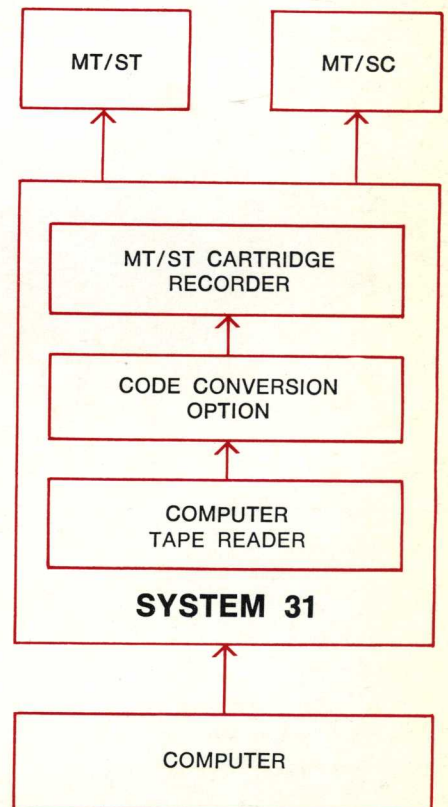 MT/ST
MT/SC
MT/ST CARTRIDGE
RECORDER
CODE CONVERSION
OPTION
COMPUTER
TAPE READER
SYSTEM 31
COMPUTER